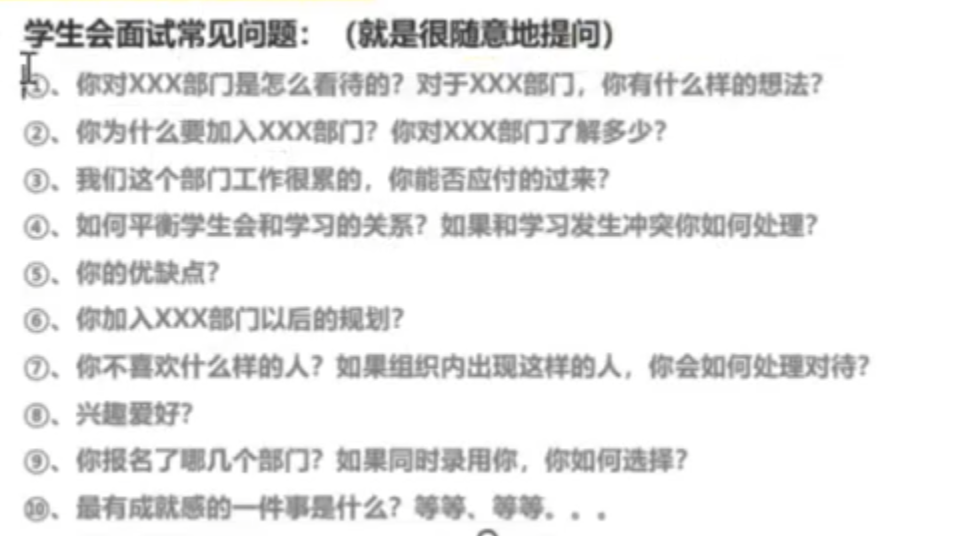 学生会面试常见问题：（就是很随意地提问）
①、你对XXX部门是怎么看待的？对于XXX部门，你有什么样的想法？
②、你为什么要加入XXX部门？你对XXX部门了解多少？
③、我们这个部门工作很累的，你能否应付的过来？
④、如何平衡学生会和学习的关系？如果和学习发生冲突你如何处理？
⑤、你的优缺点？
⑥、你加入XXX部门以后的规划？
⑦、你不喜欢什么样的人？如果组织内出现这样的人，你会如何处理对待？
⑧、兴趣爱好？
⑨、你报名了哪几个部门？如果同时录用你，你如何选择？
⑩、最有成就感的一件事是什么？等等、等等。。。